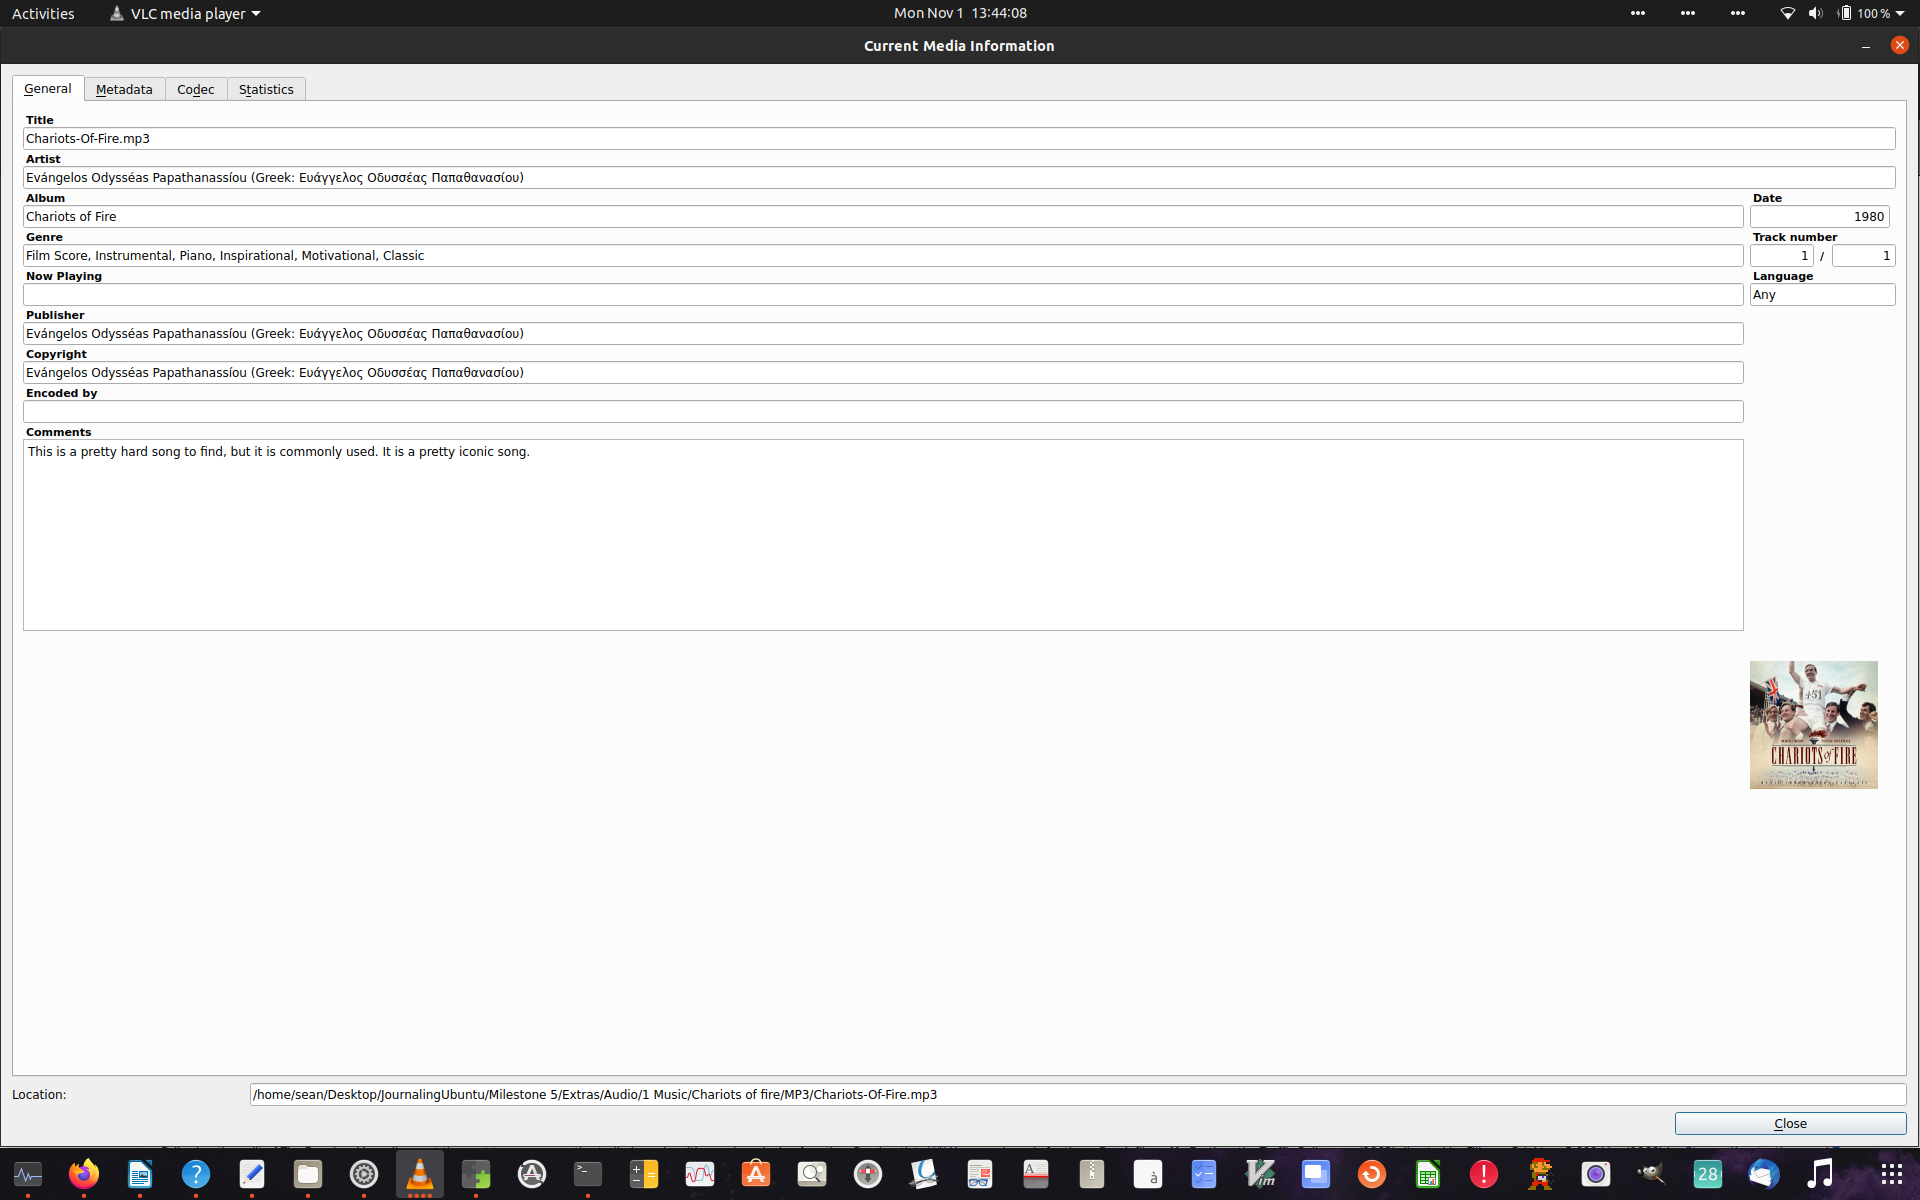 Activities VLC media player Mon Nov 1 13:44:08 100 %
Current Media Information
General Metadata Codec Statistics
Title
Chariots-Of-Fire.mp3
Artist
Evángelos Odysséas Papathanassíou (Greek: Ευάγγελος Οδυσσέας Παπαθανασίου)
Album Date
Chariots of Fire 1980
Genre Track number
Film Score, Instrumental, Piano, Inspirational, Motivational, Classic 1 / 1
Now Playing Language
Any
Publisher
Evángelos Odysséas Papathanassíou (Greek: Ευάγγελος Οδυσσέας Παπαθανασίου)
Copyright
Evángelos Odysséas Papathanassíou (Greek: Ευάγγελος Οδυσσέας Παπαθανασίου)
Encoded by
Comments
This is a pretty hard song to find, but it is commonly used. It is a pretty iconic song.
451
CHARIOTS of FIRE
Location: /home/sean/Desktop/JournalingUbuntu/Milestone 5/Extras/Audio/1 Music/Chariots of fire/MP3/Chariots-Of-Fire.mp3
Close
28